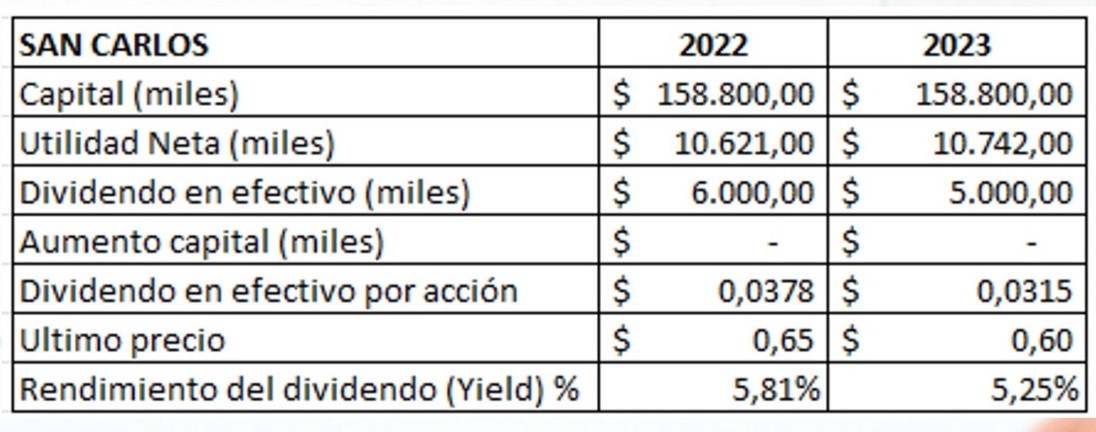 SAN CARLOS 2022 2023
Capital (miles) $ 158.800,00 $ 158.800,00
Utilidad Neta (miles) $ 10.621,00 $ 10.742,00
Dividendo en efectivo (miles) $ 6.000,00 $ 5.000,00
Aumento capital (miles) $ - $ -
Dividendo en efectivo por acción $ 0,0378 $ 0,0315
Ultimo precio $ 0,65 $ 0,60
Rendimiento del dividendo (Yield) % 5,81% 5,25%